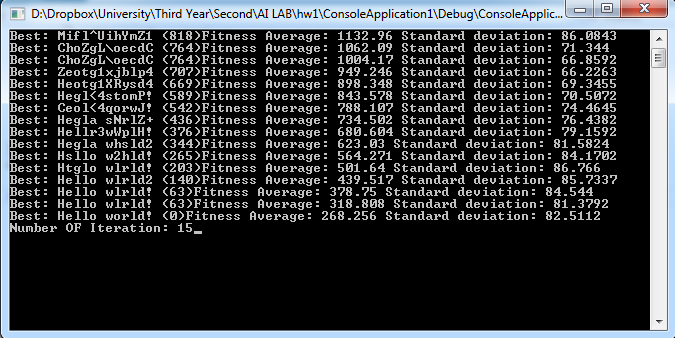 D:\Dropbox\University\Third Year\Second\AI LAB\hw1\ConsoleApplication1\Debug\ConsoleApplic...
Best: Mifl^UihYmZ1 (818)Fitness Average: 1132.96 Standard deviation: 86.0843
Best: ChoZgL\oecdC (764)Fitness Average: 1062.09 Standard deviation: 71.344
Best: ChoZgL\oecdC (764)Fitness Average: 1004.17 Standard deviation: 66.8592
Best: Zeotg1xjblp4 (707)Fitness Average: 949.246 Standard deviation: 66.2263
Best: Heotg1XRysd4 (669)Fitness Average: 898.348 Standard deviation: 69.3455
Best: Hegl<4stomP! (589)Fitness Average: 843.578 Standard deviation: 70.5072
Best: Ceol<4qorwJ! (542)Fitness Average: 788.107 Standard deviation: 74.4645
Best: Hegla sNrlZ+ (436)Fitness Average: 734.502 Standard deviation: 76.4382
Best: Hellr3wWplH! (376)Fitness Average: 680.604 Standard deviation: 79.1592
Best: Hegla whsld2 (344)Fitness Average: 623.03 Standard deviation: 81.5824
Best: Hsllo w2hld! (265)Fitness Average: 564.271 Standard deviation: 84.1702
Best: Htglo wlrld! (203)Fitness Average: 501.64 Standard deviation: 86.766
Best: Hello wlrld2 (140)Fitness Average: 439.517 Standard deviation: 85.7337
Best: Hello wlrld! (63)Fitness Average: 378.75 Standard deviation: 84.544
Best: Hello wlrld! (63)Fitness Average: 318.808 Standard deviation: 81.3792
Best: Hello world! (0)Fitness Average: 268.256 Standard deviation: 82.5112
Number OF Iteration: 15_